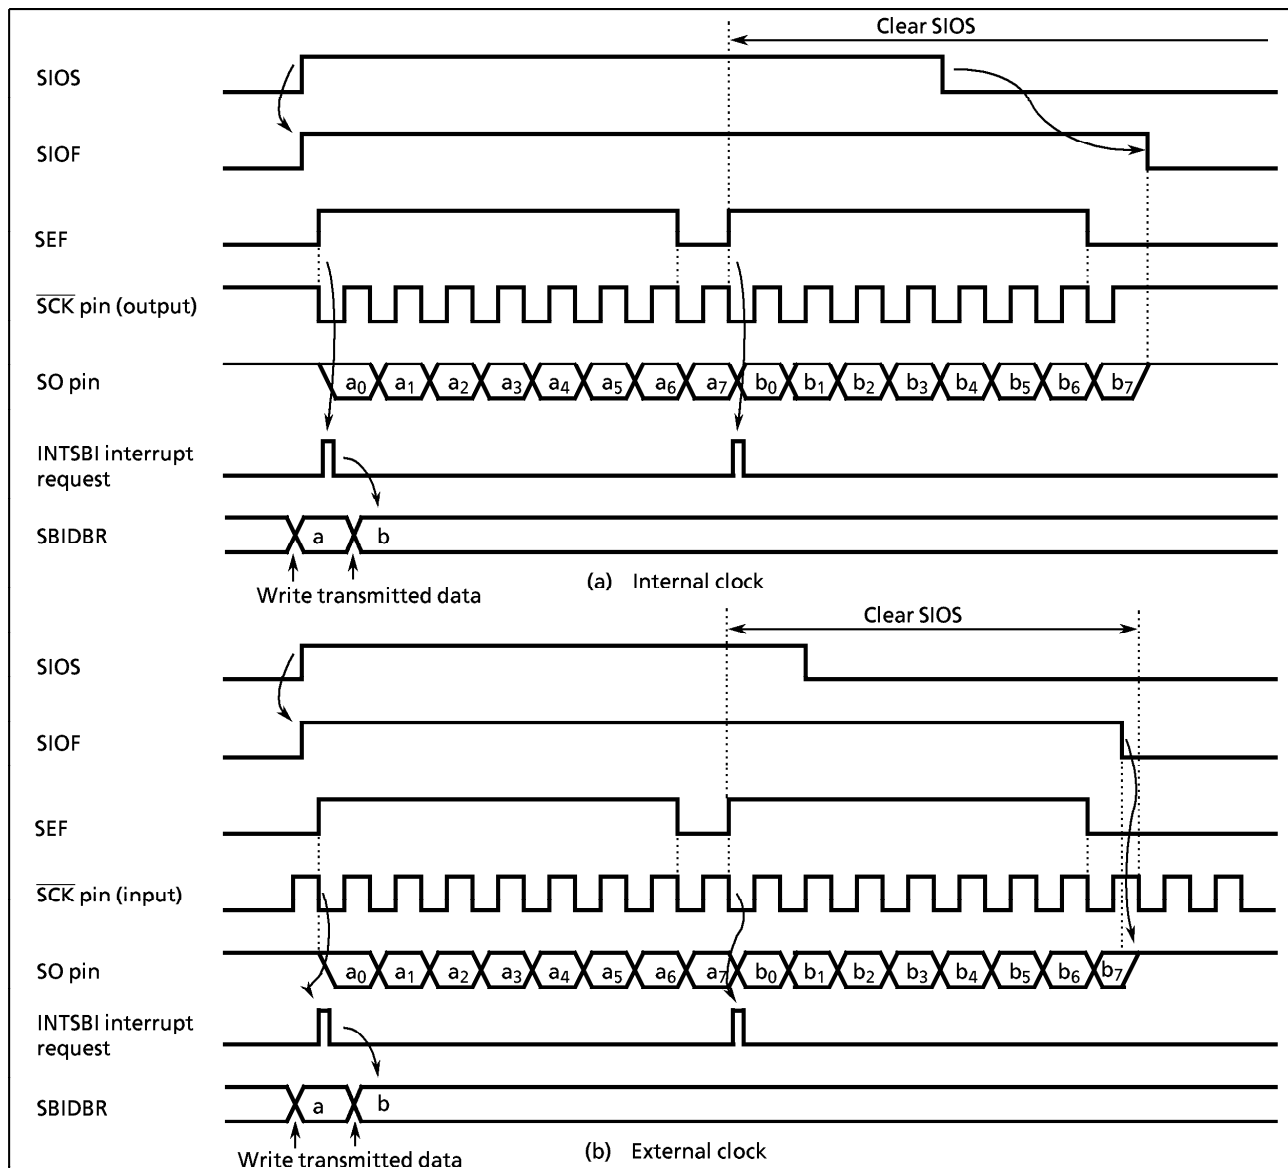 Clear SIOS
SIOS
SIOF
SEF
SCK pin (output)
SO pin a0 a1 a2 a3 a4 a5 a6 a7 b0 b1 b2 b3 b4 b5 b6 b7
INTSBI interrupt
request
SBIDBR a b
Write transmitted data
(a) Internal clock
Clear SIOS
SIOS
SIOF
SEF
SCK pin (input)
SO pin a0 a1 a2 a3 a4 a5 a6 a7 b0 b1 b2 b3 b4 b5 b6 b7
INTSBI interrupt
request
SBIDBR a b
Write transmitted data
(b) External clock